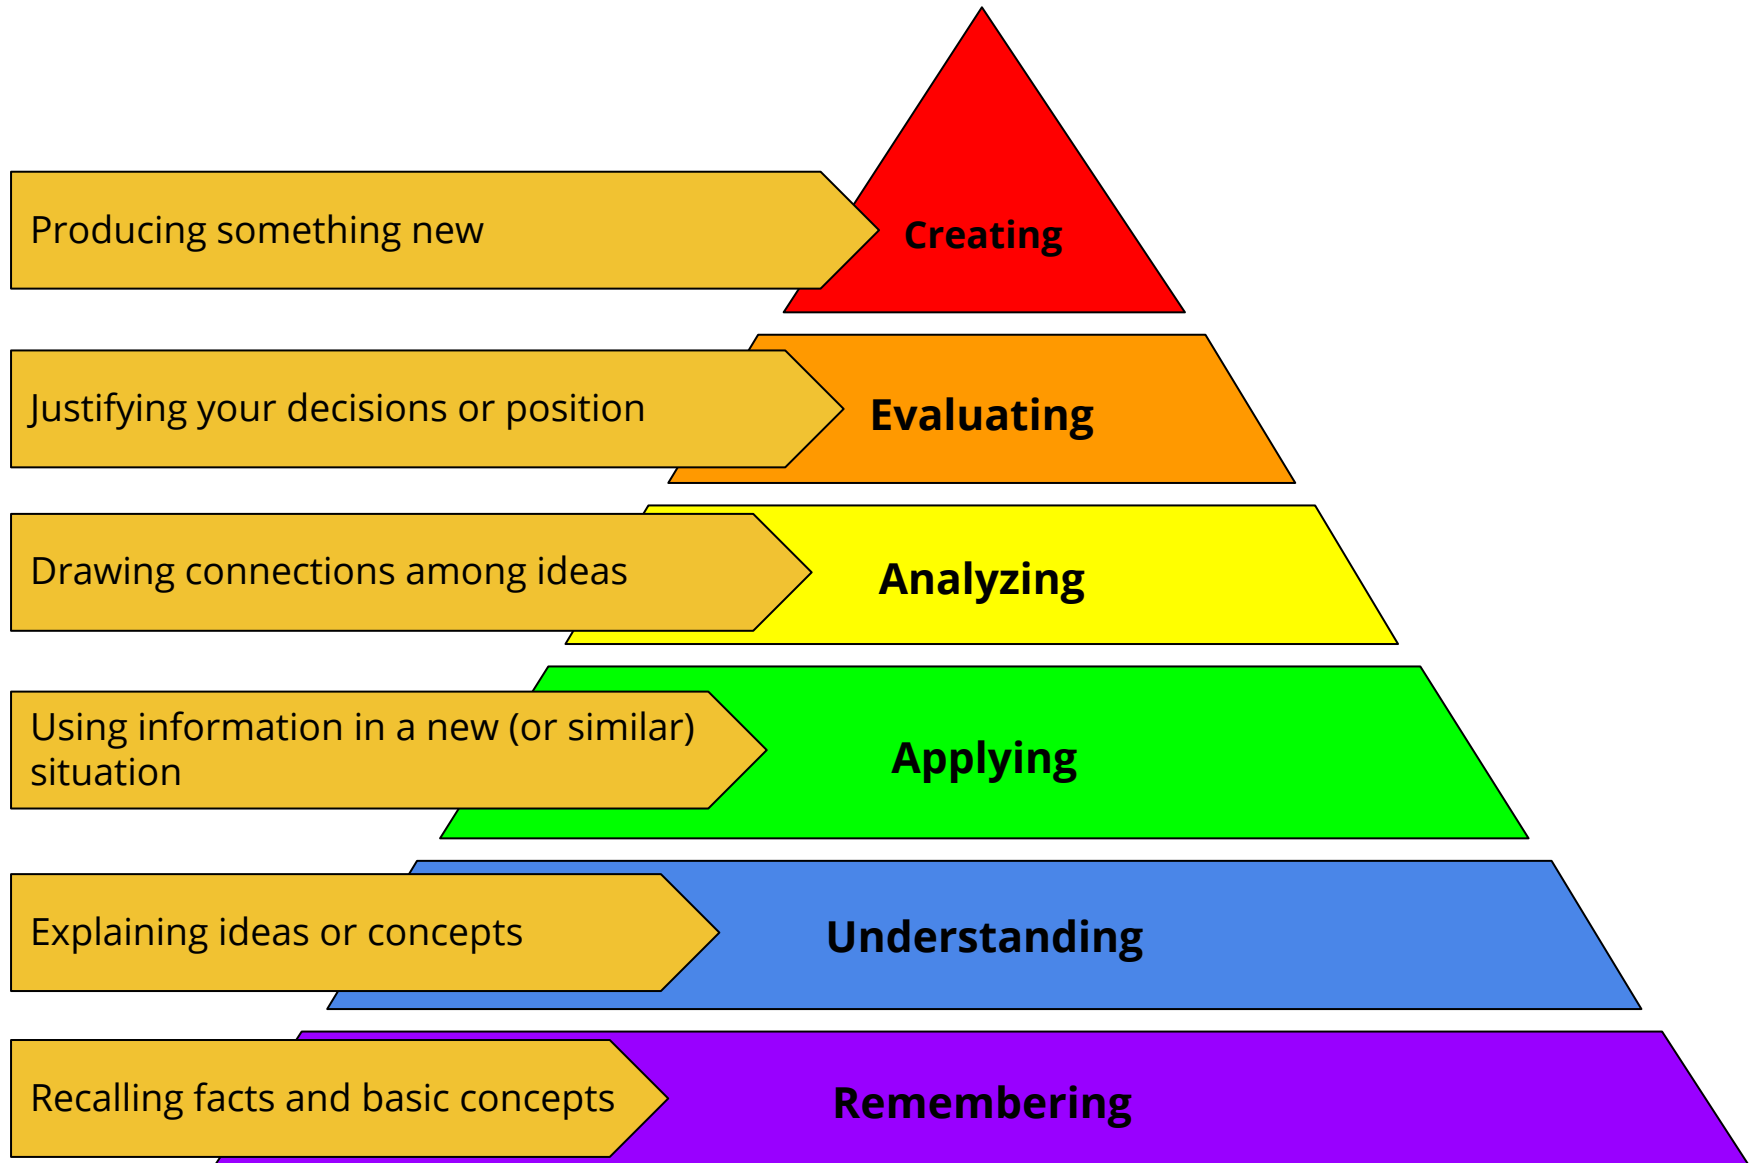 Producing something new
Creating
Justifying your decisions or position
Evaluating
Drawing connections among ideas
Analyzing
Using information in a new (or similar)
situation
Applying
Explaining ideas or concepts
Understanding
Recalling facts and basic concepts
Remembering